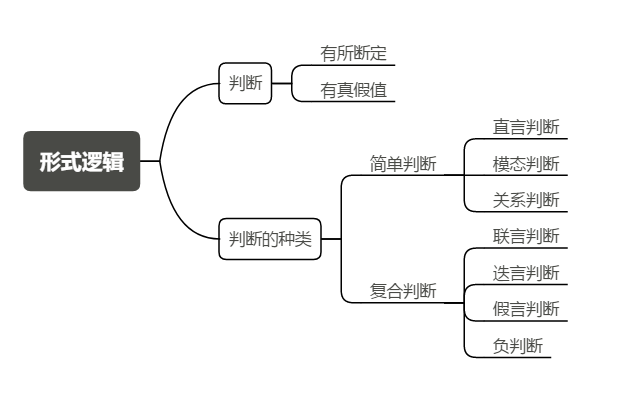 形式逻辑
判断
有所断定
有真假值
判断的种类
简单判断
直言判断
模态判断
关系判断
复合判断
联言判断
迭言判断
假言判断
负判断